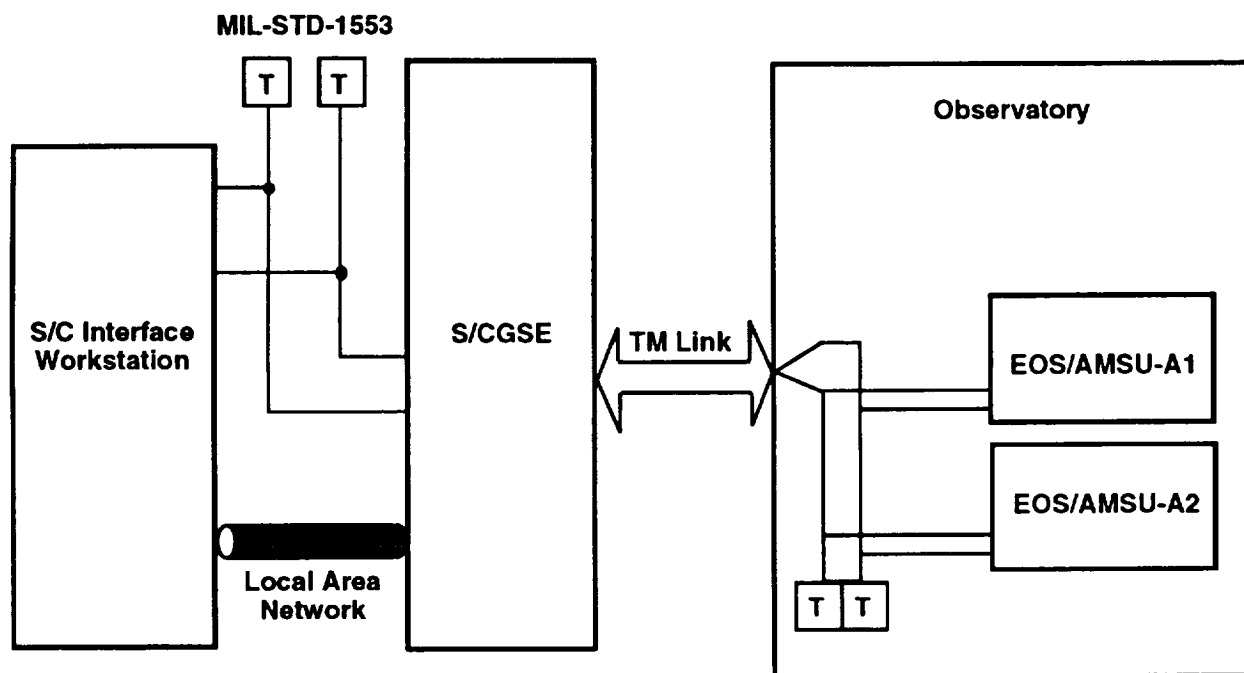 MIL-STD-1553
T T
Observatory
S/C Interface
Workstation
S/CGSE
TM Link
EOS/AMSU-A1
EOS/AMSU-A2
Local Area
Network
T T